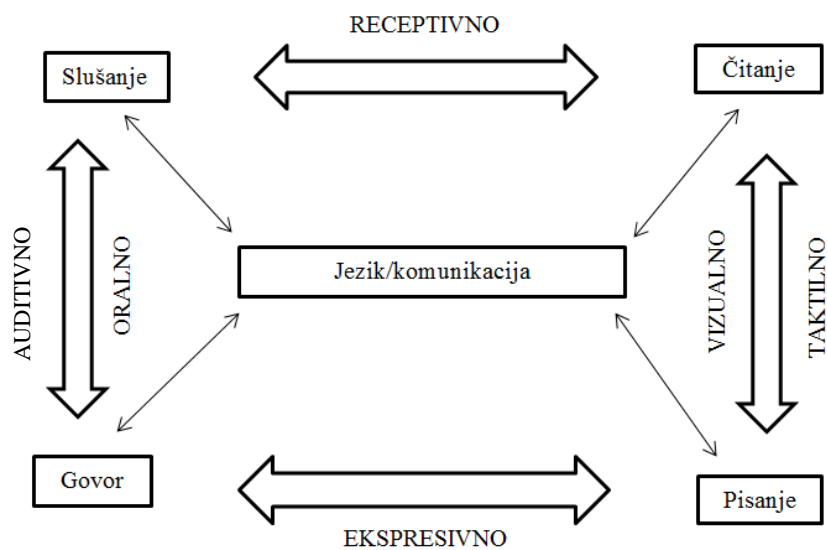 RECEPTIVNO
Slušanje
Čitanje
AUDITIVNO
ORALNO
Jezik/komunikacija
VIZUALNO
TAKTILNO
Govor
Pisanje
EKSPRESIVNO